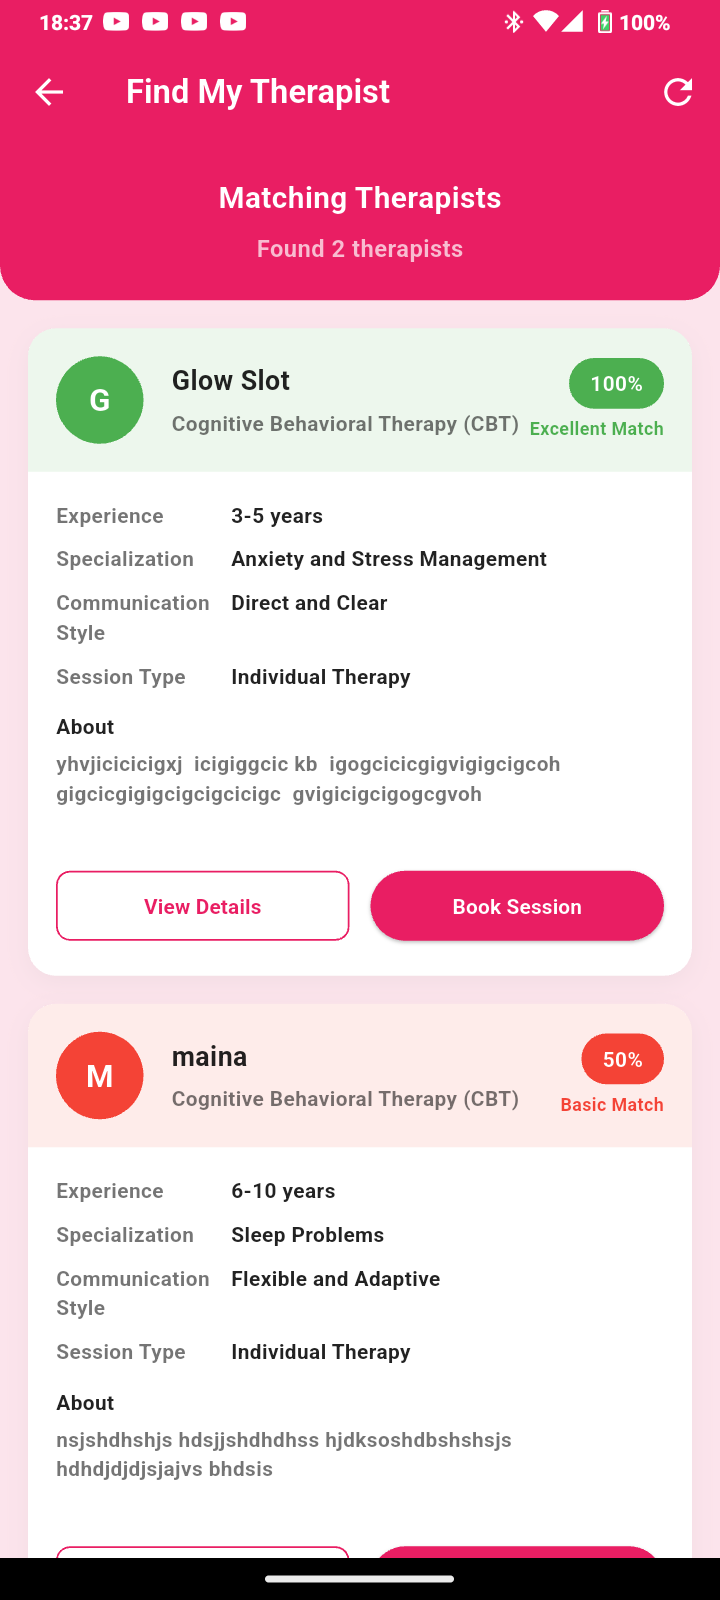 18:37 100%
Find My Therapist
Matching Therapists
Found 2 therapists
G
Glow Slot
Cognitive Behavioral Therapy (CBT)
100%
Excellent Match
Experience 3-5 years
Specialization Anxiety and Stress Management
Communication Direct and Clear
Style
Session Type Individual Therapy
About
yhvjicicicigxj icigiggcic kb igogcicicgigvigigcigcoh
gigcicgigigcigcigcicigc gvigicigcigogcgvoh
View Details
Book Session
M
maina
Cognitive Behavioral Therapy (CBT)
50%
Basic Match
Experience 6-10 years
Specialization Sleep Problems
Communication Flexible and Adaptive
Style
Session Type Individual Therapy
About
nsjshdhshjs hdsjjshdhdhss hjdksoshdbshshsjs
hdhdjdjdjsjajvs bhdsis